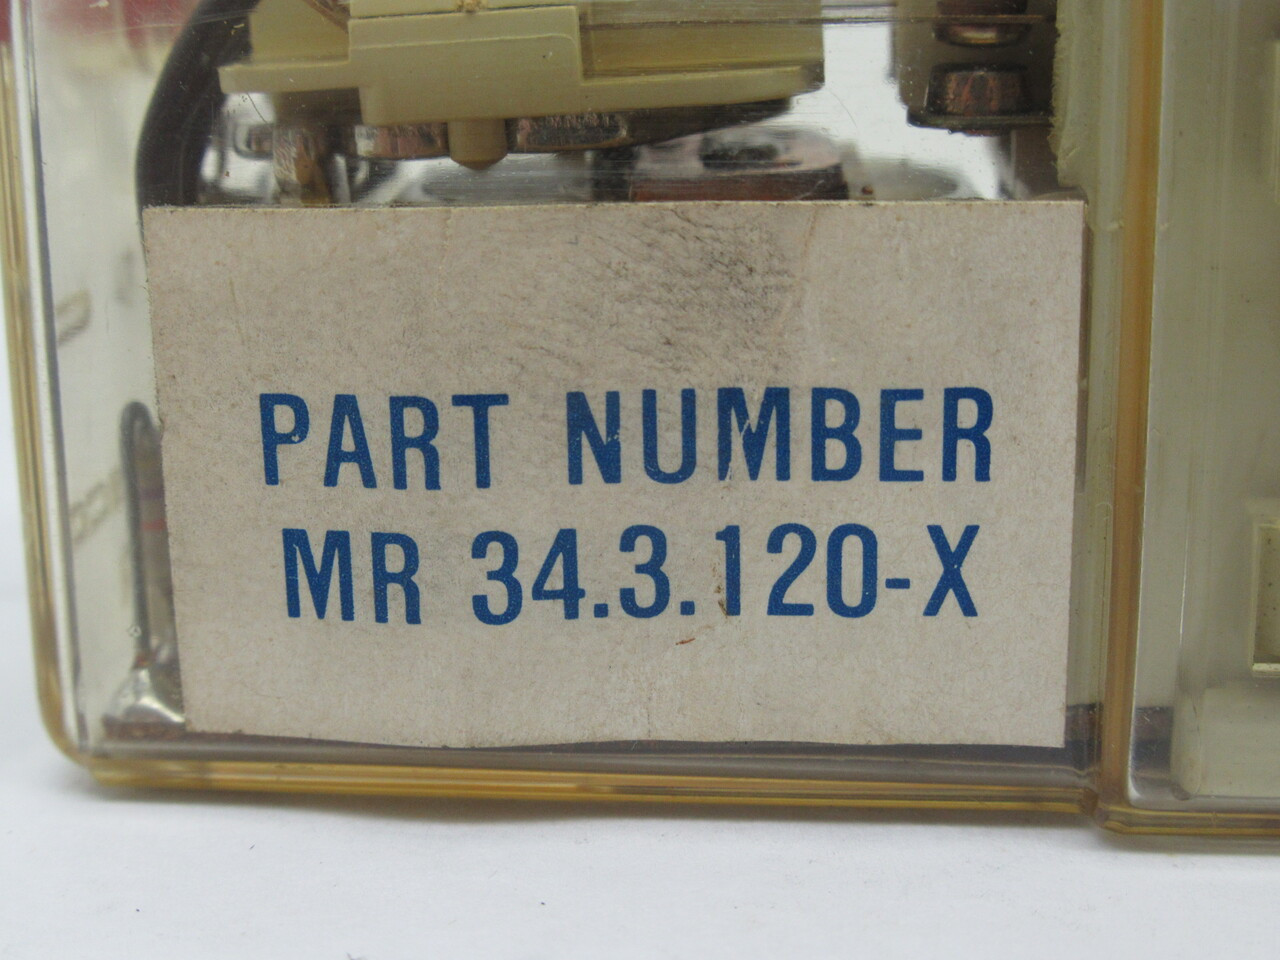 PART NUMBER
MR 34.3.120-X